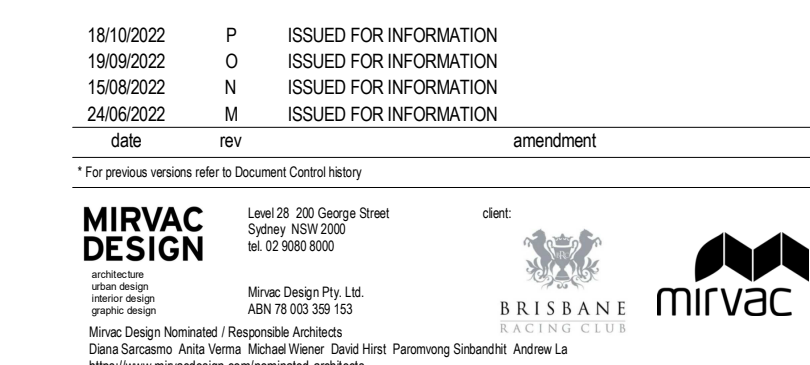 18/10/2022 P ISSUED FOR INFORMATION
19/09/2022 O ISSUED FOR INFORMATION
15/08/2022 N ISSUED FOR INFORMATION
24/06/2022 M ISSUED FOR INFORMATION
date rev amendment
* For previous versions refer to Document Control history
MIRVAC
DESIGN
architecture
urban design
interior design
graphic design
Level 28 200 George Street
Sydney NSW 2000
tel. 02 9080 8000
Mirvac Design Pty. Ltd.
ABN 78 003 359 153
client:
BRISBANE
RACING CLUB
mirvac
Mirvac Design Nominated / Responsible Architects
Diana Sarcasmo Anita Verma Michael Wiener David Hirst Paromvong Sinbandhit Andrew La